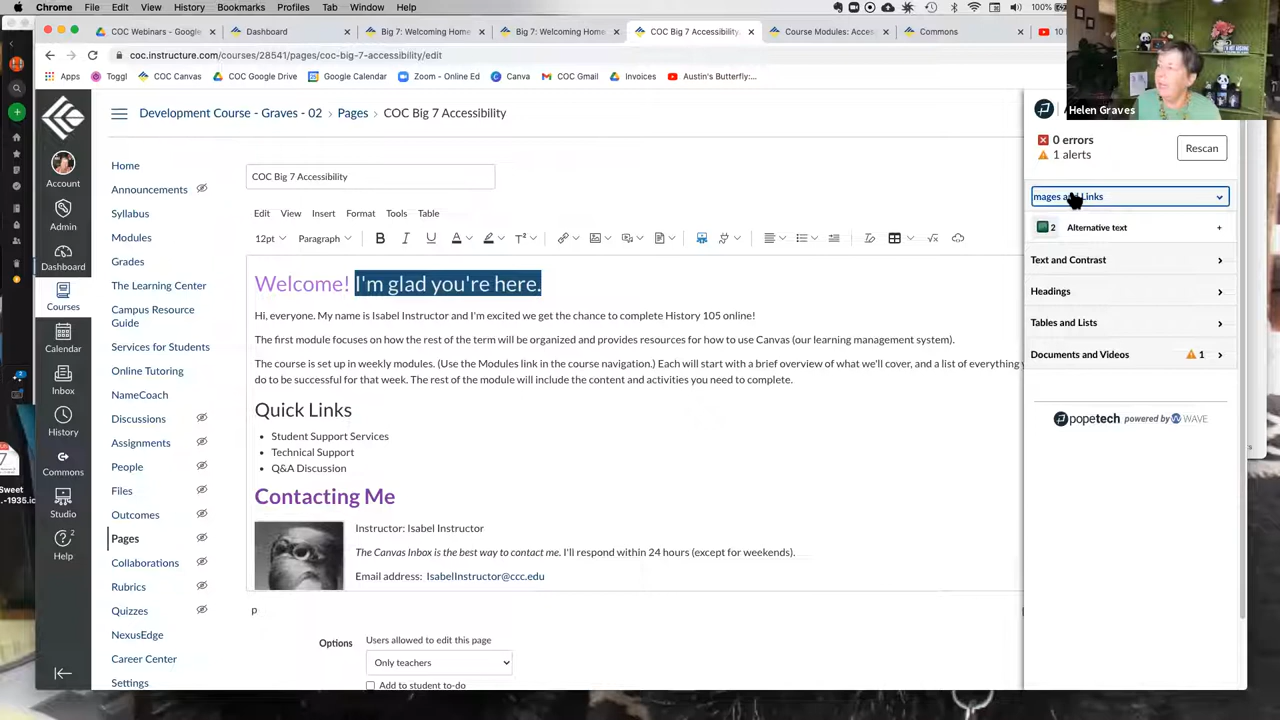 Chrome File Edit View History Bookmarks Profiles Tab Window Help 100%
COC Webinars - Google Dashboard Big 7: Welcoming Home Big 7: Welcoming Home COC Big 7 Accessibility Course Modules: Acces Commons 10
coc.instructure.com/courses/28541/pages/coc-big-7-accessibility/edit
Apps Toggl COC Canvas COC Google Drive Google Calendar Zoom - Online Ed Canva COC Gmail Invoices Austin's Butterfly:...
Helen Graves
Development Course - Graves - 02 › Pages › COC Big 7 Accessibility
Account
Admin
Dashboard
Courses
Calendar
Inbox
History
Commons
Studio
2
Help
Sweet
...-1935.ic
Home
Announcements
Syllabus
Modules
Grades
The Learning Center
Campus Resource
Guide
Services for Students
Online Tutoring
NameCoach
Discussions
Assignments
People
Files
Outcomes
Pages
Collaborations
Rubrics
Quizzes
NexusEdge
Career Center
Settings
COC Big 7 Accessibility
Edit View Insert Format Tools Table
12pt Paragraph B I U A T²
Welcome! I'm glad you're here.
Hi, everyone. My name is Isabel Instructor and I'm excited we get the chance to complete History 105 online!
The first module focuses on how the rest of the term will be organized and provides resources for how to use Canvas (our learning management system).
The course is set up in weekly modules. (Use the Modules link in the course navigation.) Each will start with a brief overview of what we'll cover, and a list of everything
do to be successful for that week. The rest of the module will include the content and activities you need to complete.
Quick Links
• Student Support Services
• Technical Support
• Q&A Discussion
Contacting Me
Instructor: Isabel Instructor
The Canvas Inbox is the best way to contact me. I'll respond within 24 hours (except for weekends).
Email address: IsabelInstructor@ccc.edu
p
Options Users allowed to edit this page
Only teachers
Add to student to-do
0 errors
1 alerts
Rescan
mages and Links
2 Alternative text +
Text and Contrast
Headings
Tables and Lists
Documents and Videos 1
popetech powered by WAVE